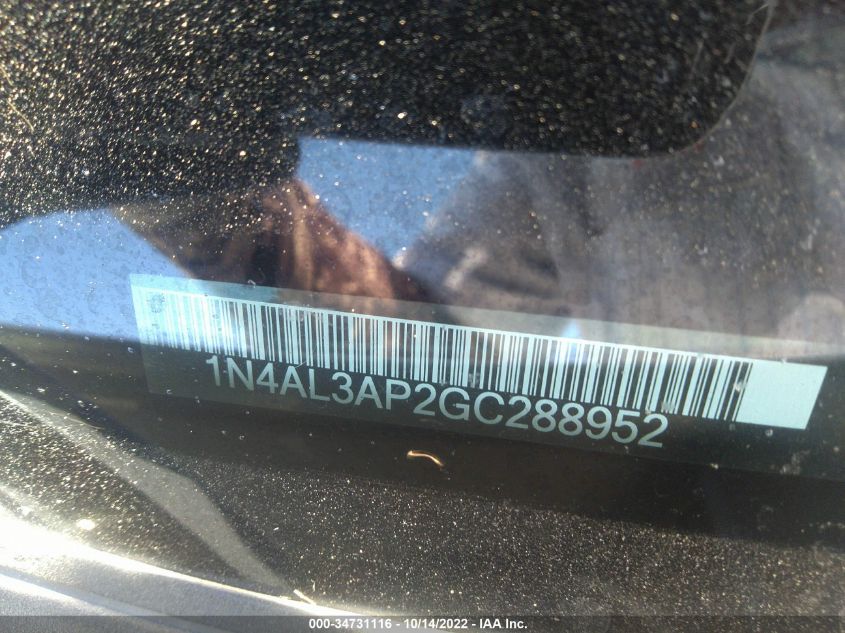 1N4AL3AP2GC288952
000-34731116 - 10/14/2022 - IAA Inc.